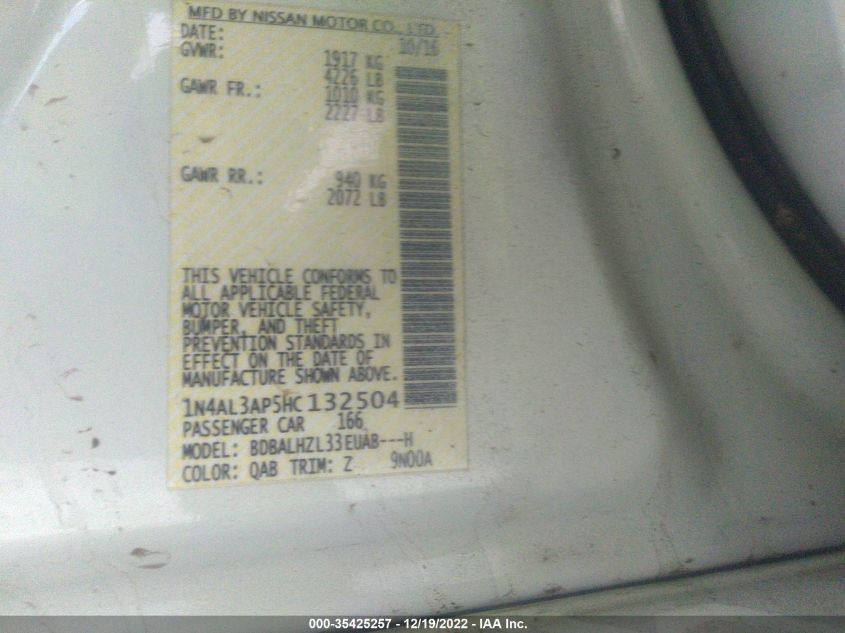 MFD BY NISSAN MOTOR CO., LTD.
DATE: 10/16
GVWR: 1917 KG
4226 LB
GAWR FR.: 1010 KG
2227 LB
GAWR RR.: 940 KG
2072 LB
THIS VEHICLE CONFORMS TO
ALL APPLICABLE FEDERAL
MOTOR VEHICLE SAFETY,
BUMPER, AND THEFT
PREVENTION STANDARDS IN
EFFECT ON THE DATE OF
MANUFACTURE SHOWN ABOVE.
1N4AL3AP5HC132504
PASSENGER CAR 166
MODEL: BDBALHZL33EUAB---H
COLOR: QAB TRIM: Z 9N00A
000-35425257 - 12/19/2022 - IAA Inc.